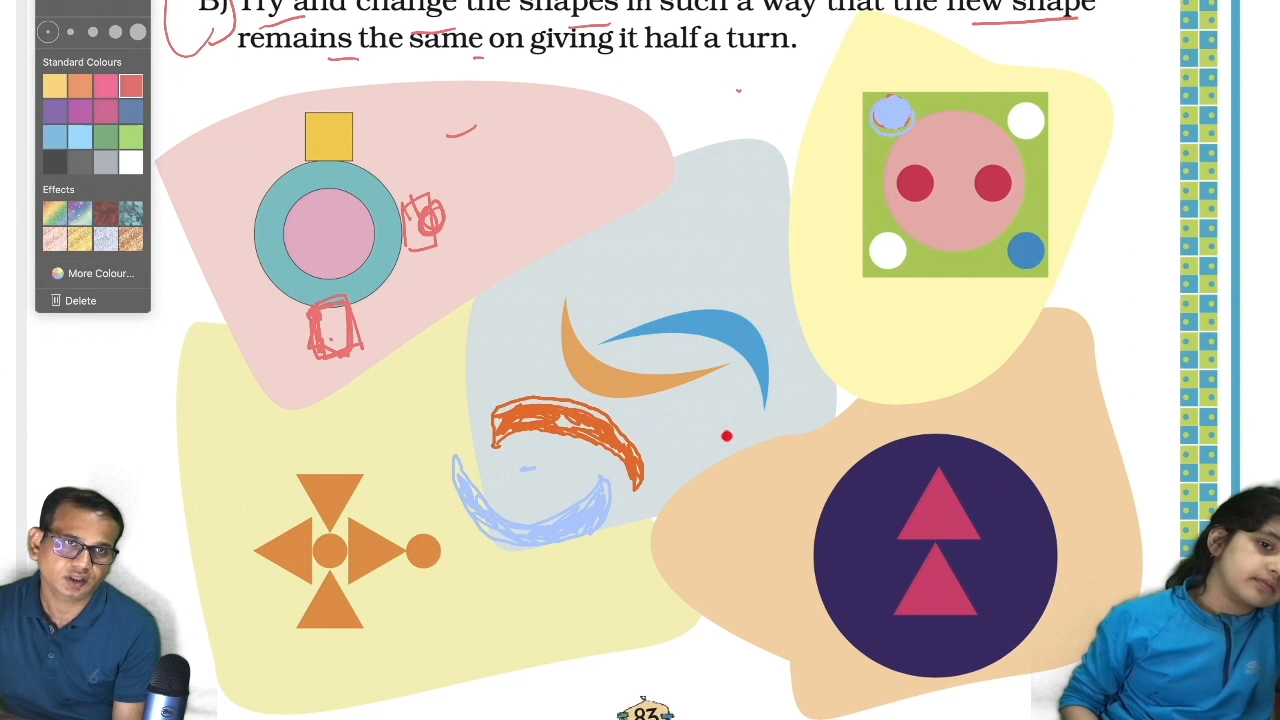 B) Try and change the shapes in such a way that the new shape
remains the same on giving it half a turn.
Standard Colours
Effects
More Colour...
Delete
83